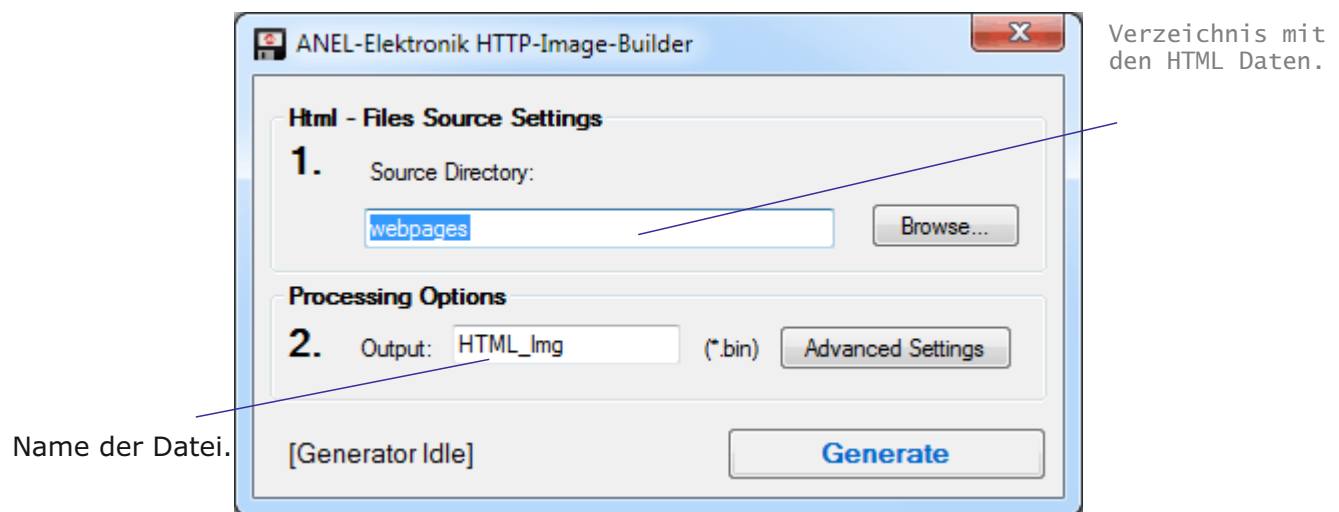 ANEL-Elektronik HTTP-Image-Builder
Verzeichnis mit
den HTML Daten.
Html - Files Source Settings
1.
Source Directory:
webpages
Browse...
Processing Options
2.
Output:
HTML_Img
(*.bin)
Advanced Settings
Name der Datei.
[Generator Idle]
Generate